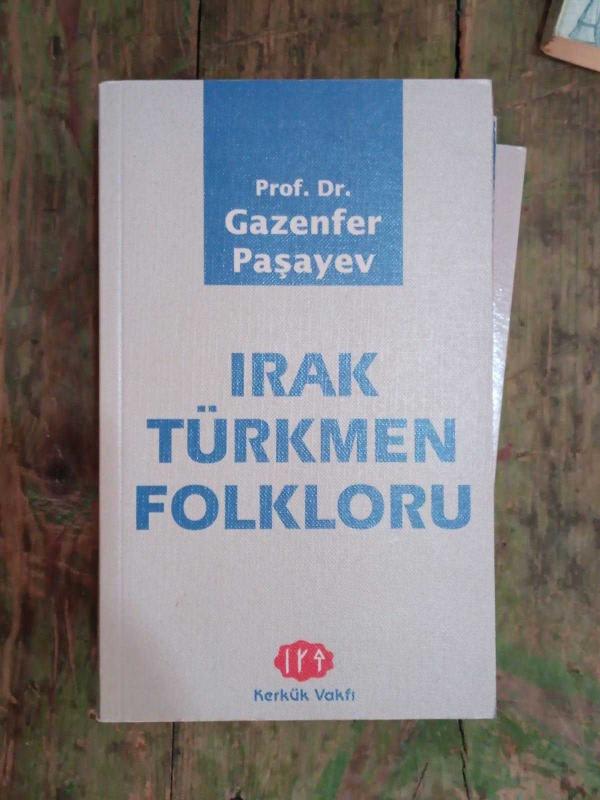 Prof. Dr.
Gazenfer
Paşayev
IRAK
TÜRKMEN
FOLKLORU
Kerkük Vakfı